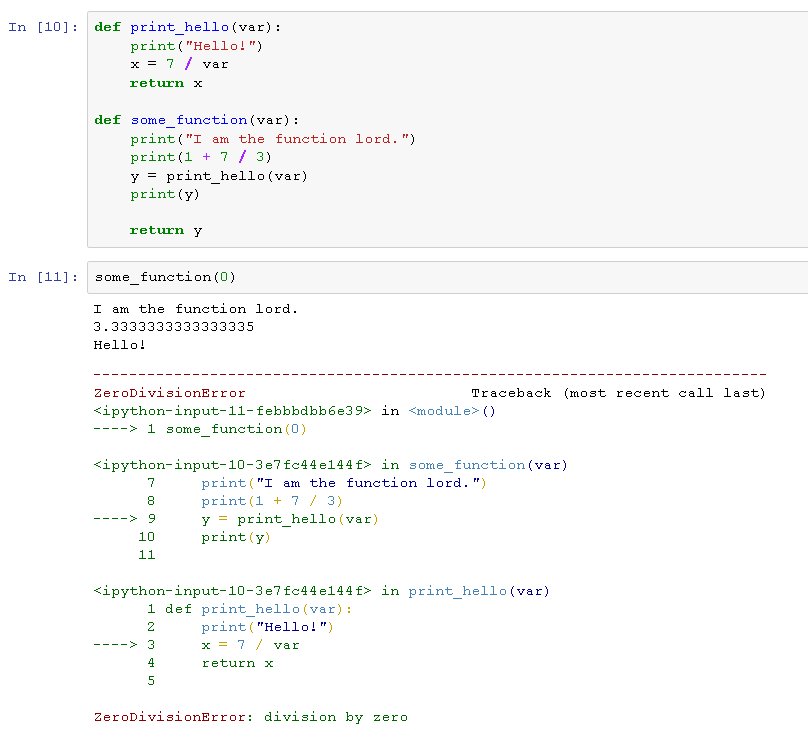 In [10]: def print_hello(var):
    print("Hello!")
    x = 7 / var
    return x

def some_function(var):
    print("I am the function lord.")
    print(1 + 7 / 3)
    y = print_hello(var)
    print(y)

    return y

In [11]: some_function(0)

I am the function lord.
3.3333333333333335
Hello!

---------------------------------------------------------------------------
ZeroDivisionError                         Traceback (most recent call last)
<ipython-input-11-febbbdbb6e39> in <module>()
----> 1 some_function(0)

<ipython-input-10-3e7fc44e144f> in some_function(var)
      7     print("I am the function lord.")
      8     print(1 + 7 / 3)
----> 9     y = print_hello(var)
     10     print(y)
     11

<ipython-input-10-3e7fc44e144f> in print_hello(var)
      1 def print_hello(var):
      2     print("Hello!")
----> 3     x = 7 / var
      4     return x
      5

ZeroDivisionError: division by zero